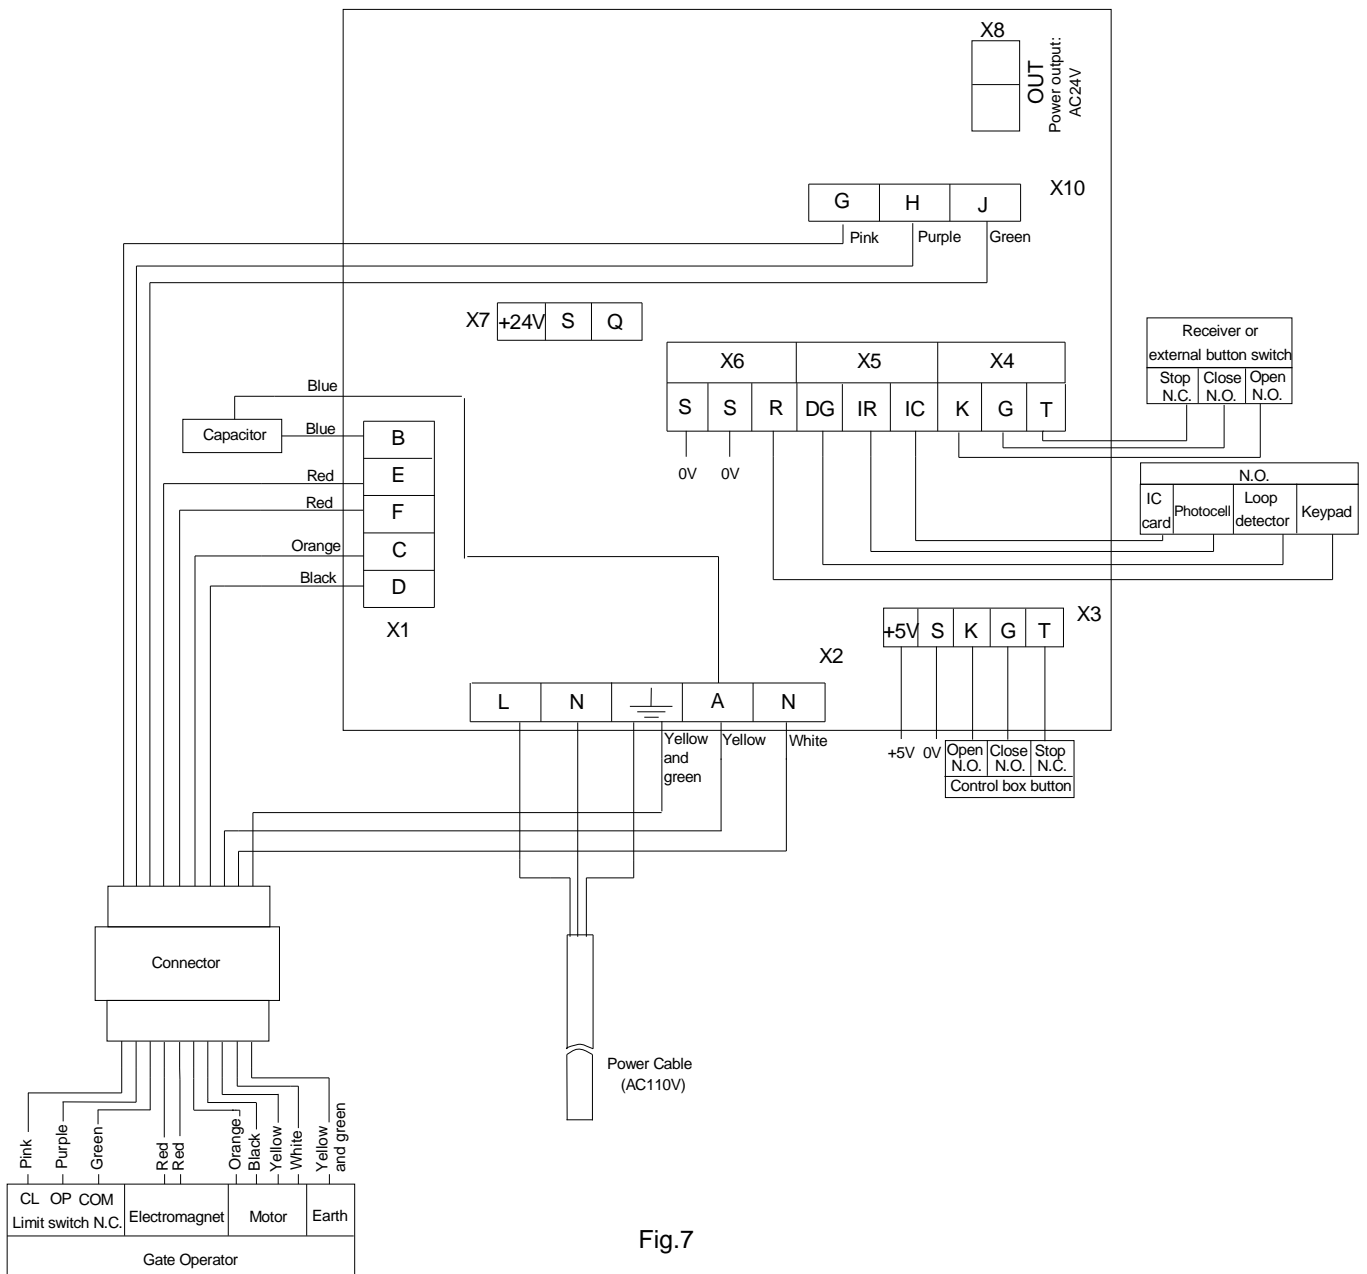 X8
OUT
Power output:
AC24V
X10
G H J
Pink Purple Green
X7 +24V S Q
X6 X5 X4
S S R DG IR IC K G T
0V 0V
Receiver or
external button switch
Stop Close Open
N.C. N.O. N.O.
N.O.
IC
card
Photocell
Loop
detector
Keypad
Blue
Capacitor
Blue
Red
Red
Orange
Black
B
E
F
C
D
X1
X3
+5V S K G T
+5V 0V
Open Close Stop
N.O. N.O. N.C.
Control box button
X2
L N A N
Yellow
and
green
Yellow
White
Connector
Power Cable
(AC110V)
Pink
Purple
Green
Red
Red
Orange
Black
Yellow
White
Yellow
and green
CL OP COM
Limit switch N.C.
Electromagnet
Motor
Earth
Gate Operator
Fig.7